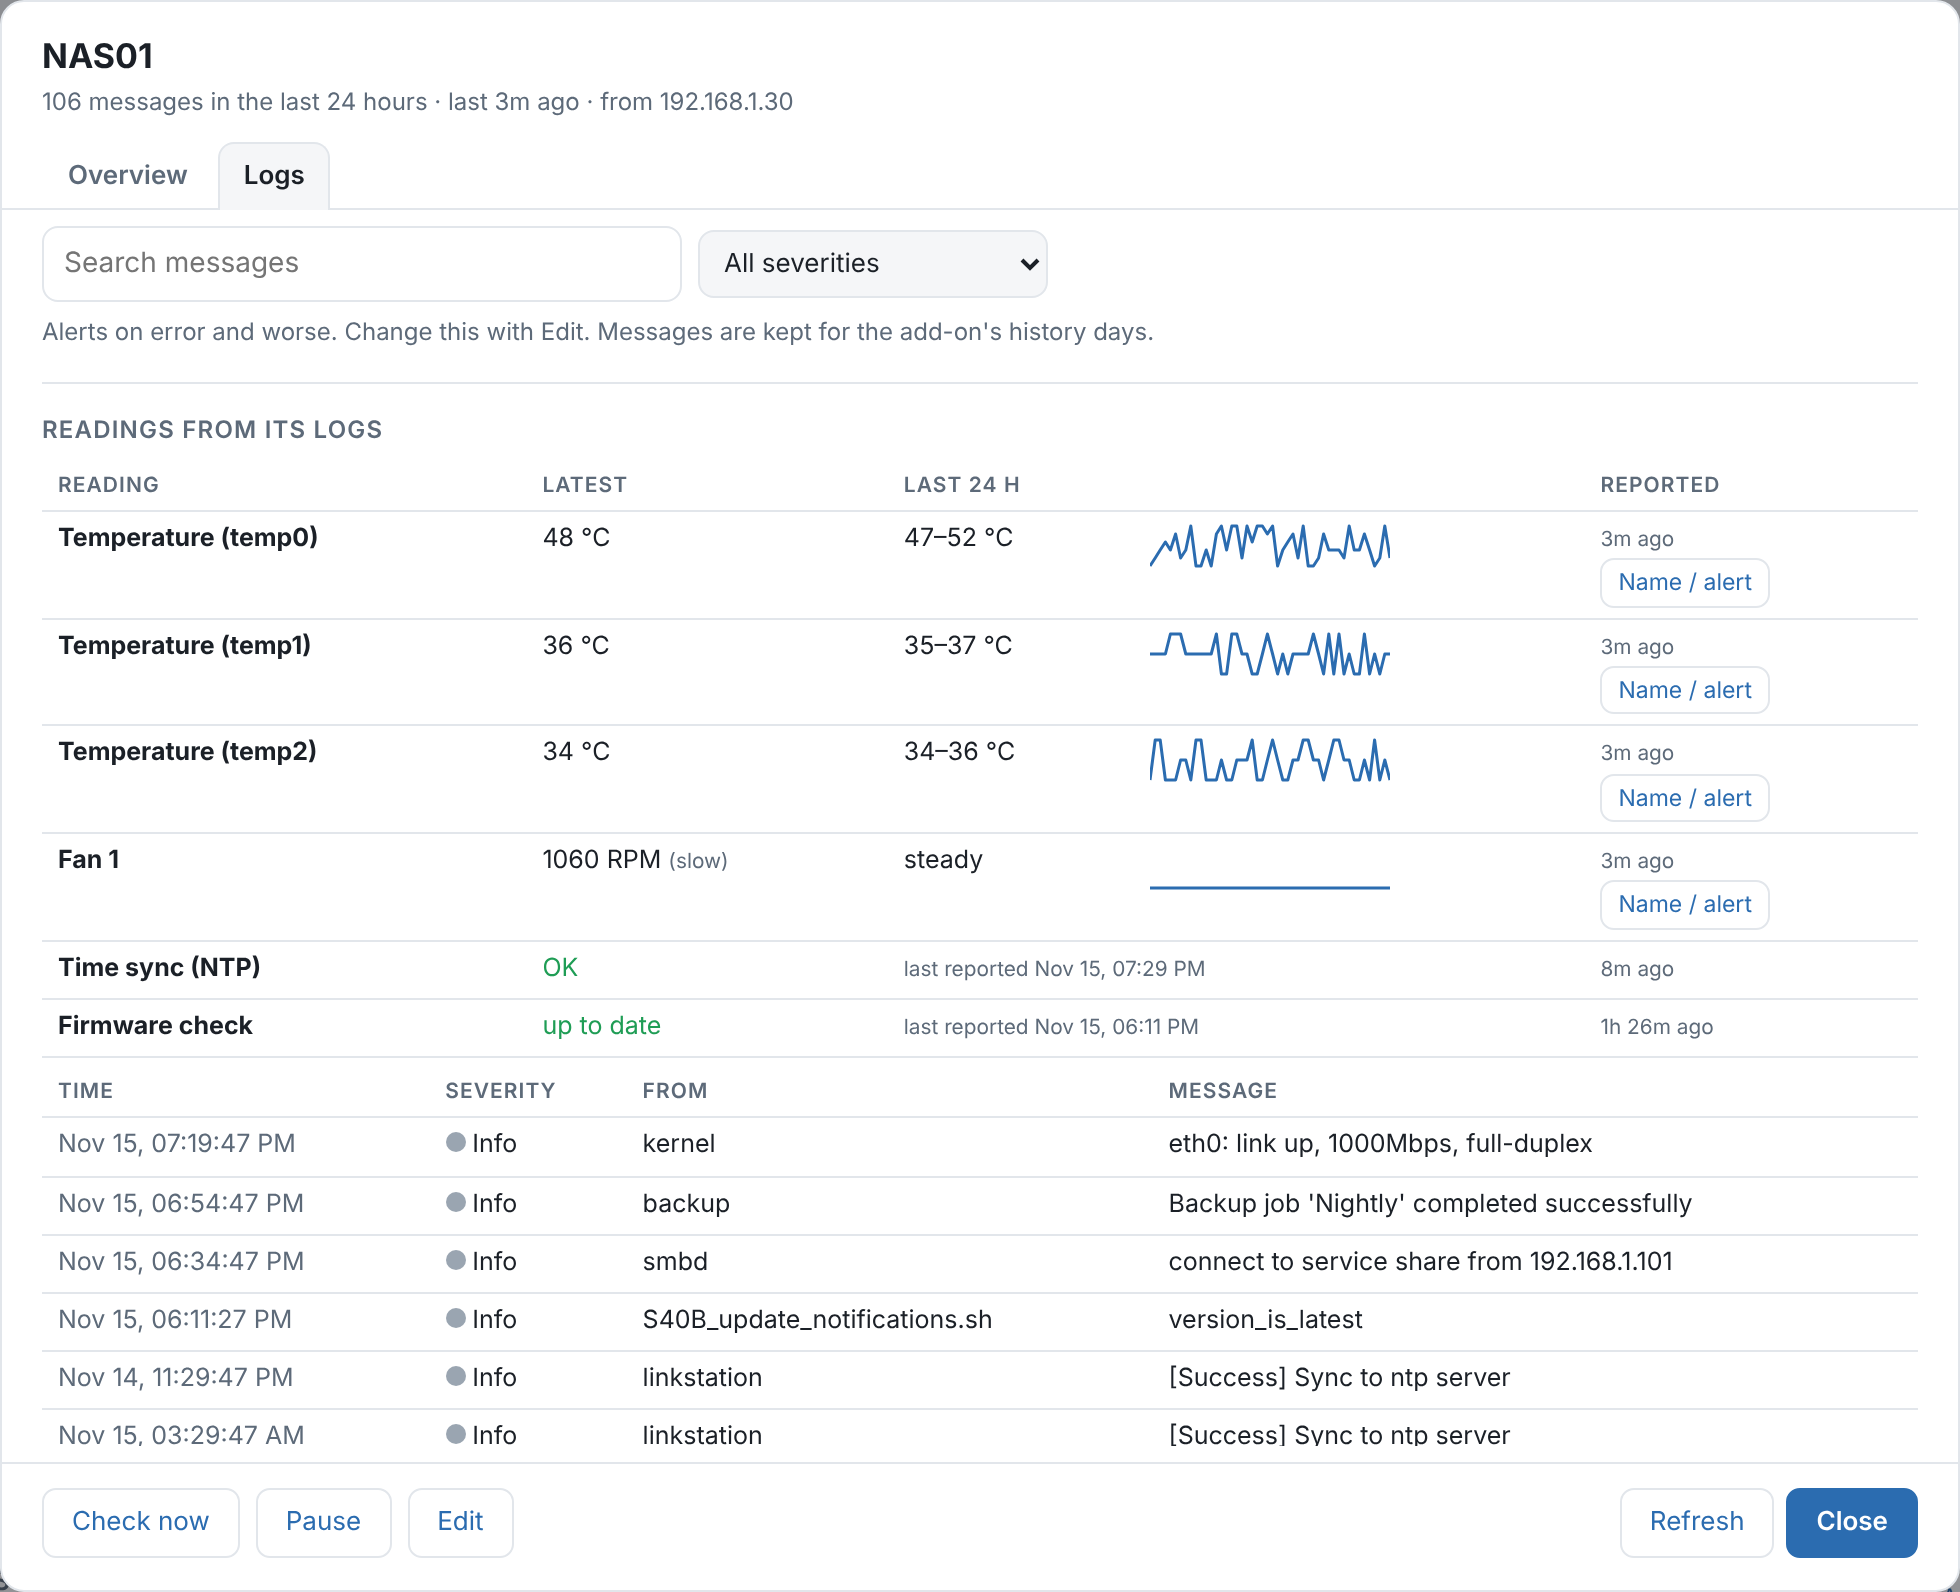 NAS01
106 messages in the last 24 hours · last 3m ago · from 192.168.1.30
Overview Logs
Search messages All severities
Alerts on error and worse. Change this with Edit. Messages are kept for the add-on's history days.
READINGS FROM ITS LOGS
READING LATEST LAST 24 H REPORTED
Temperature (temp0) 48 °C 47–52 °C 3m ago
Name / alert
Temperature (temp1) 36 °C 35–37 °C 3m ago
Name / alert
Temperature (temp2) 34 °C 34–36 °C 3m ago
Name / alert
Fan 1 1060 RPM (slow) steady 3m ago
Name / alert
Time sync (NTP) OK last reported Nov 15, 07:29 PM 8m ago
Firmware check up to date last reported Nov 15, 06:11 PM 1h 26m ago
TIME SEVERITY FROM MESSAGE
Nov 15, 07:19:47 PM Info kernel eth0: link up, 1000Mbps, full-duplex
Nov 15, 06:54:47 PM Info backup Backup job 'Nightly' completed successfully
Nov 15, 06:34:47 PM Info smbd connect to service share from 192.168.1.101
Nov 15, 06:11:27 PM Info S40B_update_notifications.sh version_is_latest
Nov 14, 11:29:47 PM Info linkstation [Success] Sync to ntp server
Nov 15, 03:29:47 AM Info linkstation [Success] Sync to ntp server
Check now Pause Edit Refresh Close